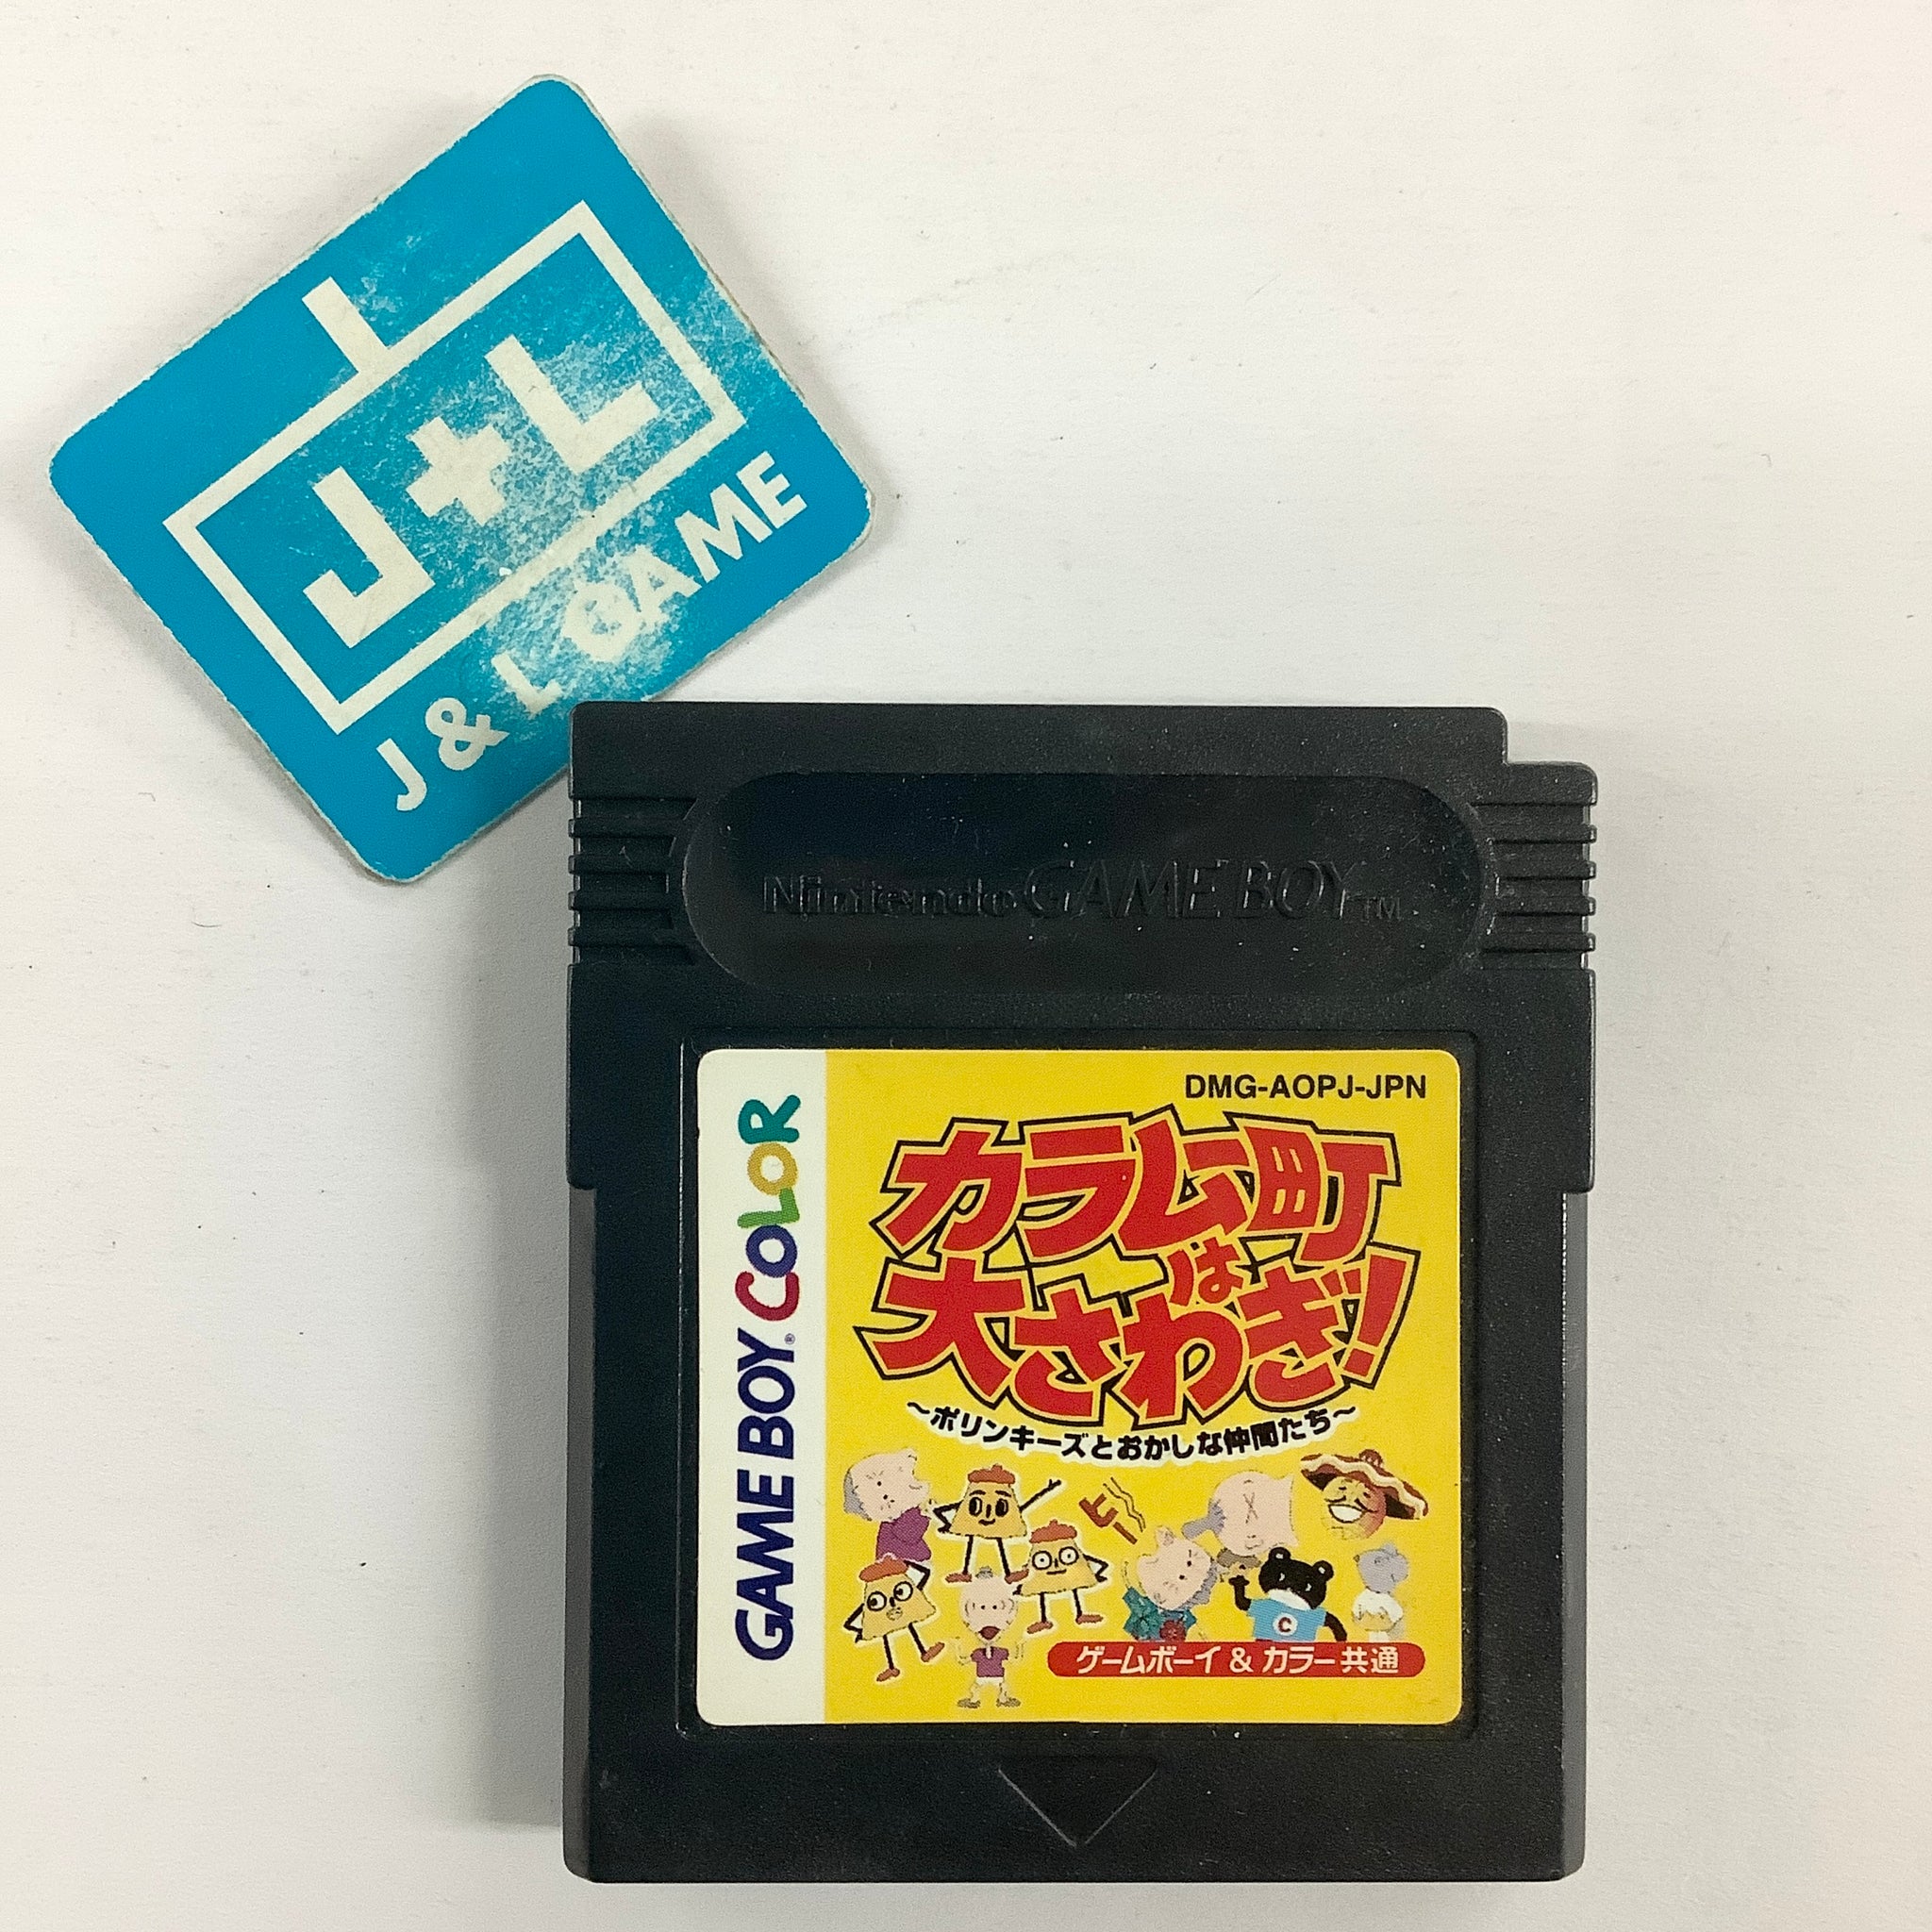 J+L
J & L GAME
Nintendo GAME BOY™
GAME BOY® COLOR
DMG-AOPJ-JPN
カラムー町
は
大さわぎ!
〜ポリンキーズとおかしな仲間たち〜
C
ゲームボーイ & カラー共通